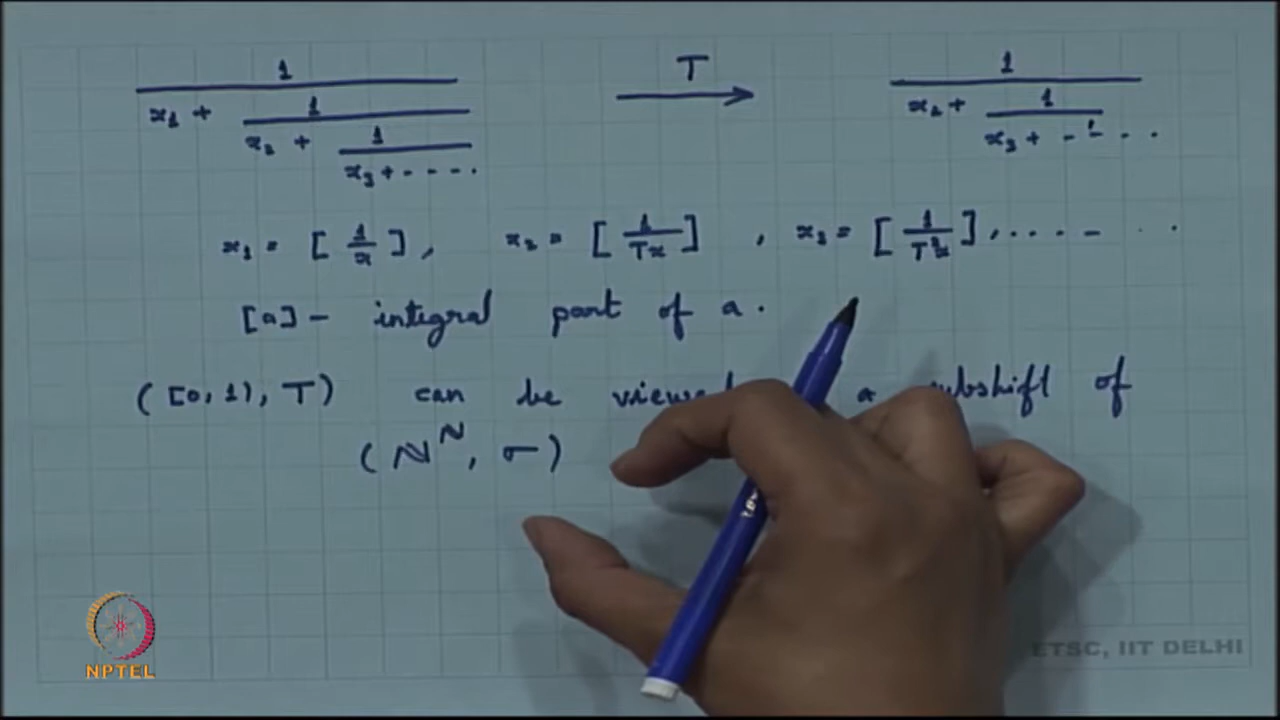 1 / (x₁ + 1 / (x₂ + 1 / (x₃ + - - - · T → 1 / (x₂ + 1 / (x₃ + - - · ·
x₁ = [1/x], x₂ = [1/Tx], x₃ = [1/T²x], . . . . - · ·
[a] – integral part of a.
([0, 1), T) can be viewed a subshift of
(ℕ^ℕ, σ)
NPTEL
ETSC, IIT DELHI